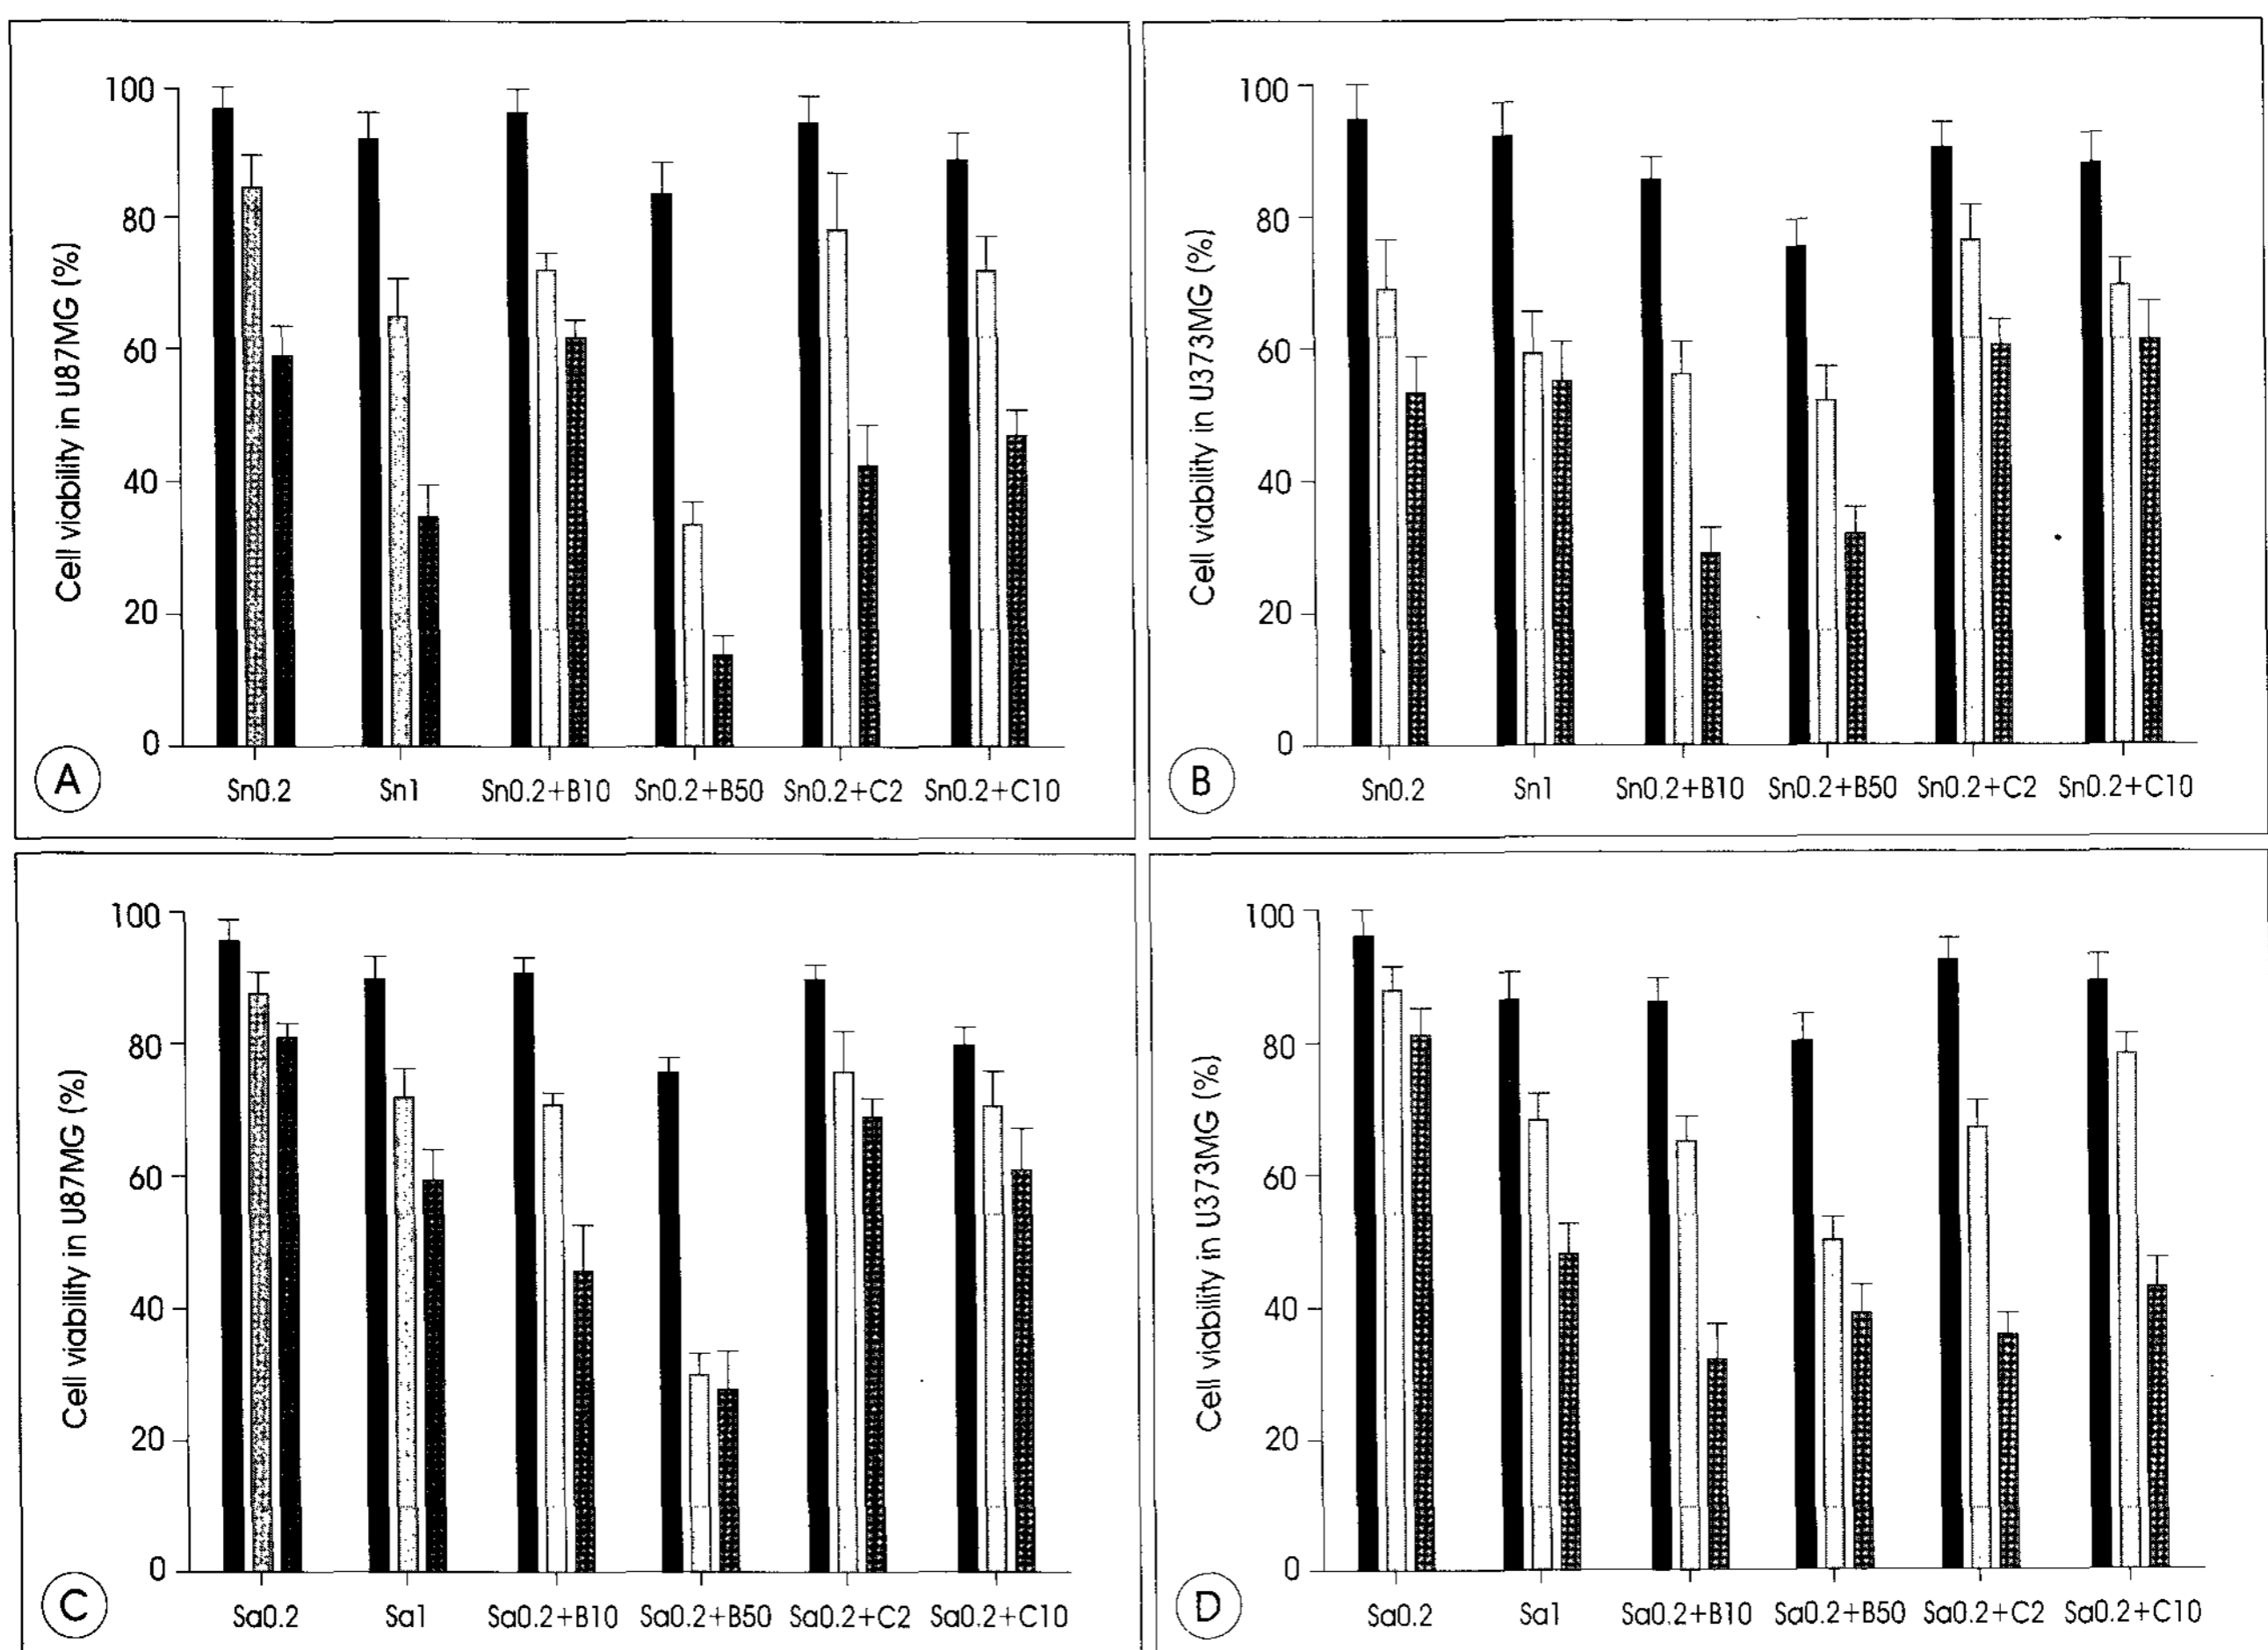 100
80
60
40
20
0
Cell viability in U87MG (%)
A
Sn0.2 Sn1 Sn0.2+B10 Sn0.2+B50 Sn0.2+C2 Sn0.2+C10
100
80
60
40
20
0
Cell viability in U373MG (%)
B
Sn0.2 Sn1 Sn0.2+B10 Sn0.2+B50 Sn0.2+C2 Sn0.2+C10
100
80
60
40
20
0
Cell viability in U87MG (%)
C
Sa0.2 Sa1 Sa0.2+B10 Sa0.2+B50 Sa0.2+C2 Sa0.2+C10
100
80
60
40
20
0
Cell viability in U373MG (%)
D
Sa0.2 Sa1 Sa0.2+B10 Sa0.2+B50 Sa0.2+C2 Sa0.2+C10